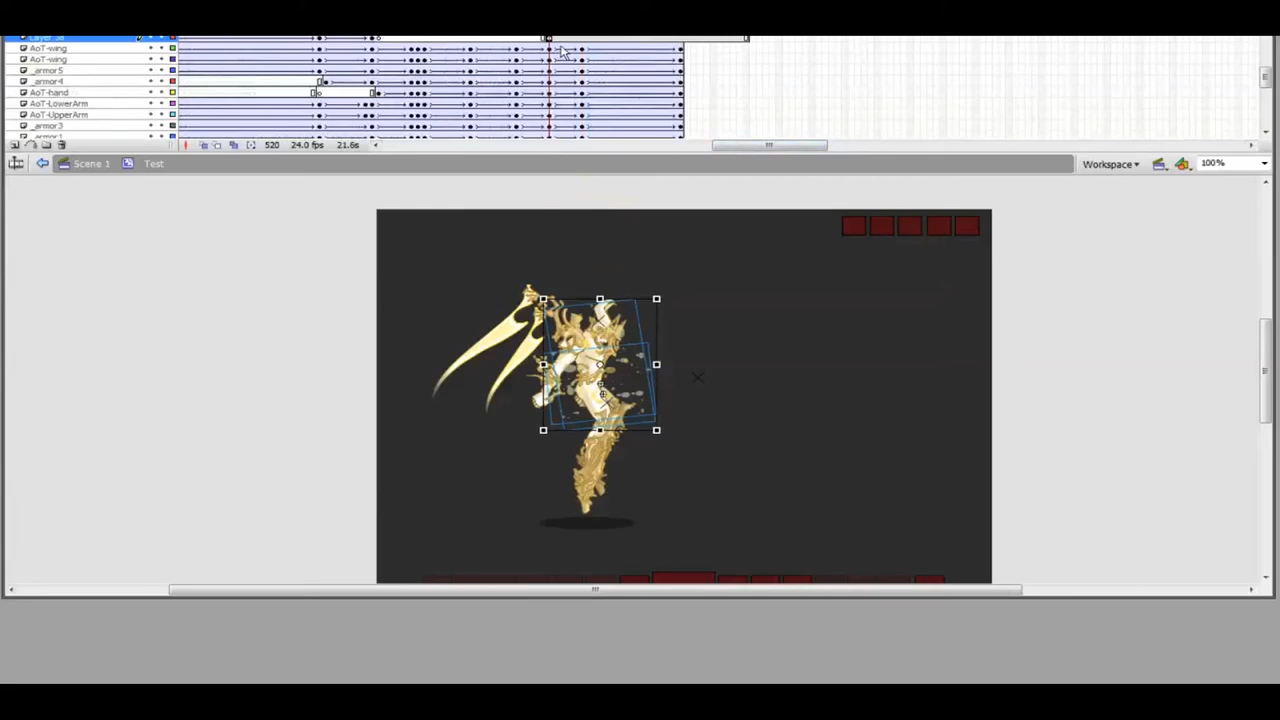 AoT-wing
AoT-wing
_armor5
_armor4
AoT-hand
AoT-LowerArm
AoT-UpperArm
_armor3
_armor1
520 24.0 fps 21.6s
Scene 1 Test Workspace 100%